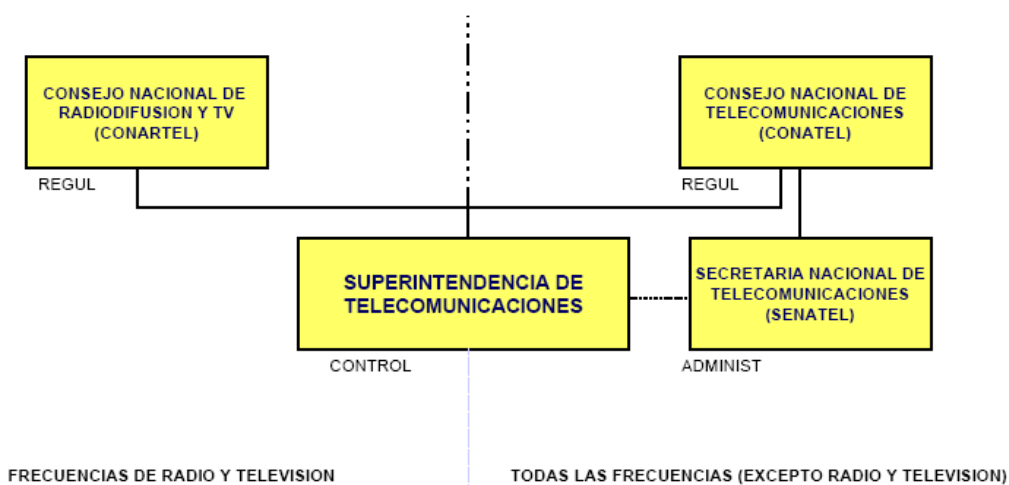 CONSEJO NACIONAL DE
RADIODIFUSION Y TV
(CONARTEL)
REGUL
CONSEJO NACIONAL DE
TELECOMUNICACIONES
(CONATEL)
REGUL
SUPERINTENDENCIA DE
TELECOMUNICACIONES
CONTROL
SECRETARIA NACIONAL DE
TELECOMUNICACIONES
(SENATEL)
ADMINIST
FRECUENCIAS DE RADIO Y TELEVISION
TODAS LAS FRECUENCIAS (EXCEPTO RADIO Y TELEVISION)